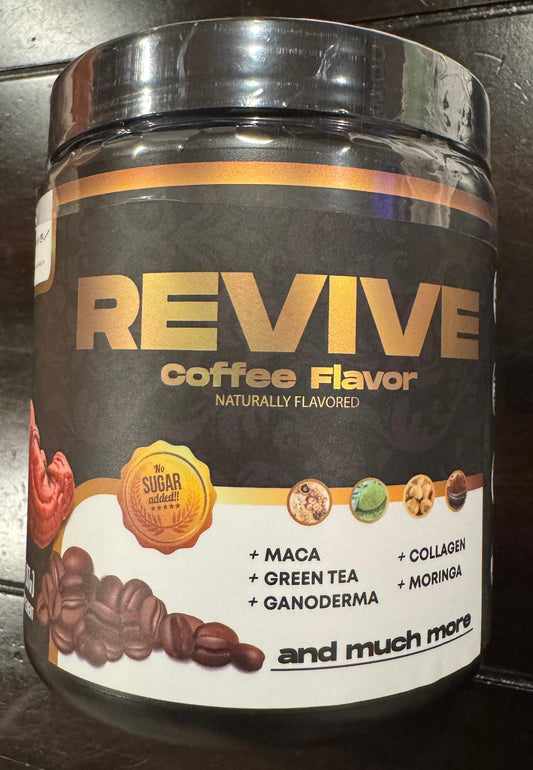 REVIVE
Coffee Flavor
NATURALLY FLAVORED
No
SUGAR
added!!
+ MACA
+ GREEN TEA
+ GANODERMA
+ COLLAGEN
+ MORINGA
and much more